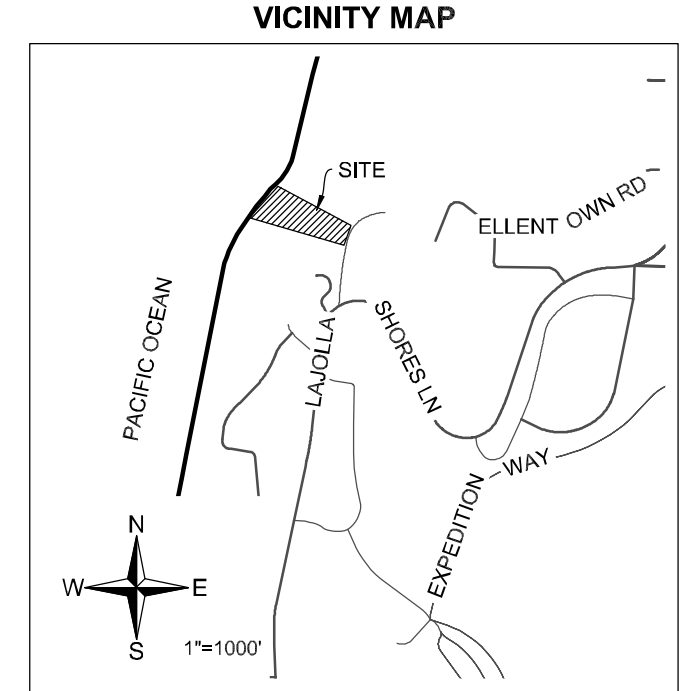 VICINITY MAP
SITE
ELLENT OWN RD
PACIFIC OCEAN
LAJOLLA
SHORES LN
EXPEDITION
WAY
N
W
E
S
1"=1000'